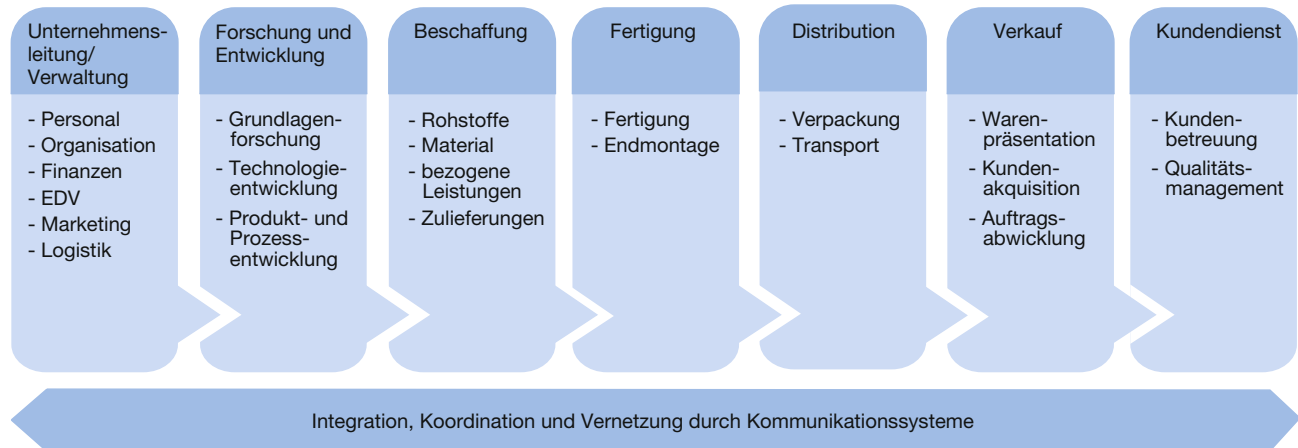 Unternehmens-
leitung/
Verwaltung
- Personal
- Organisation
- Finanzen
- EDV
- Marketing
- Logistik
Forschung und
Entwicklung
- Grundlagen-
forschung
- Technologie-
entwicklung
- Produkt- und
Prozess-
entwicklung
Beschaffung
- Rohstoffe
- Material
- bezogene
Leistungen
- Zulieferungen
Fertigung
- Fertigung
- Endmontage
Distribution
- Verpackung
- Transport
Verkauf
- Waren-
präsentation
- Kunden-
akquisition
- Auftrags-
abwicklung
Kundendienst
- Kunden-
betreuung
- Qualitäts-
management
Integration, Koordination und Vernetzung durch Kommunikationssysteme